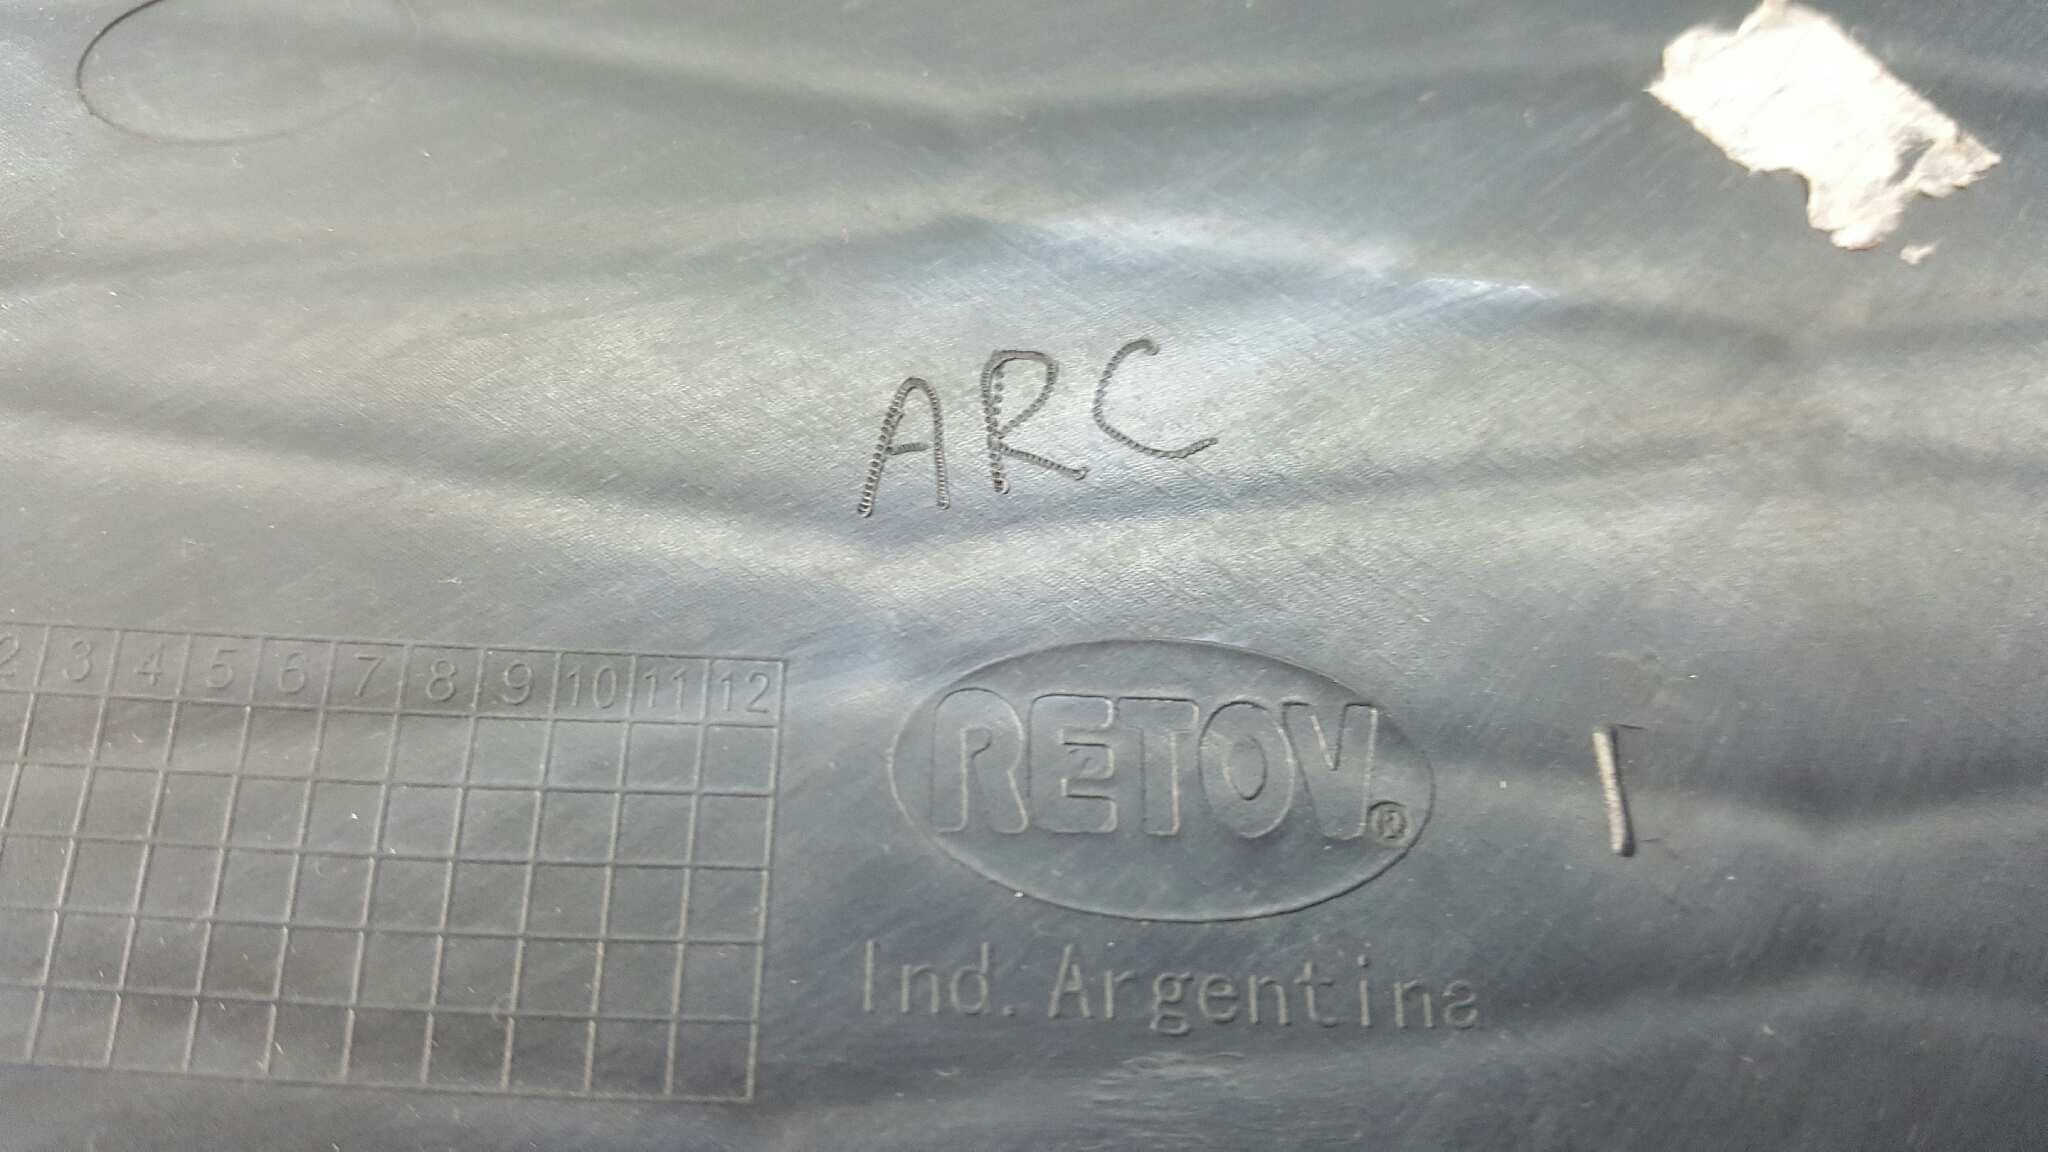 ARC
2 3 4 5 6 7 8 9 10 11 12
RETOV®
Ind. Argentina